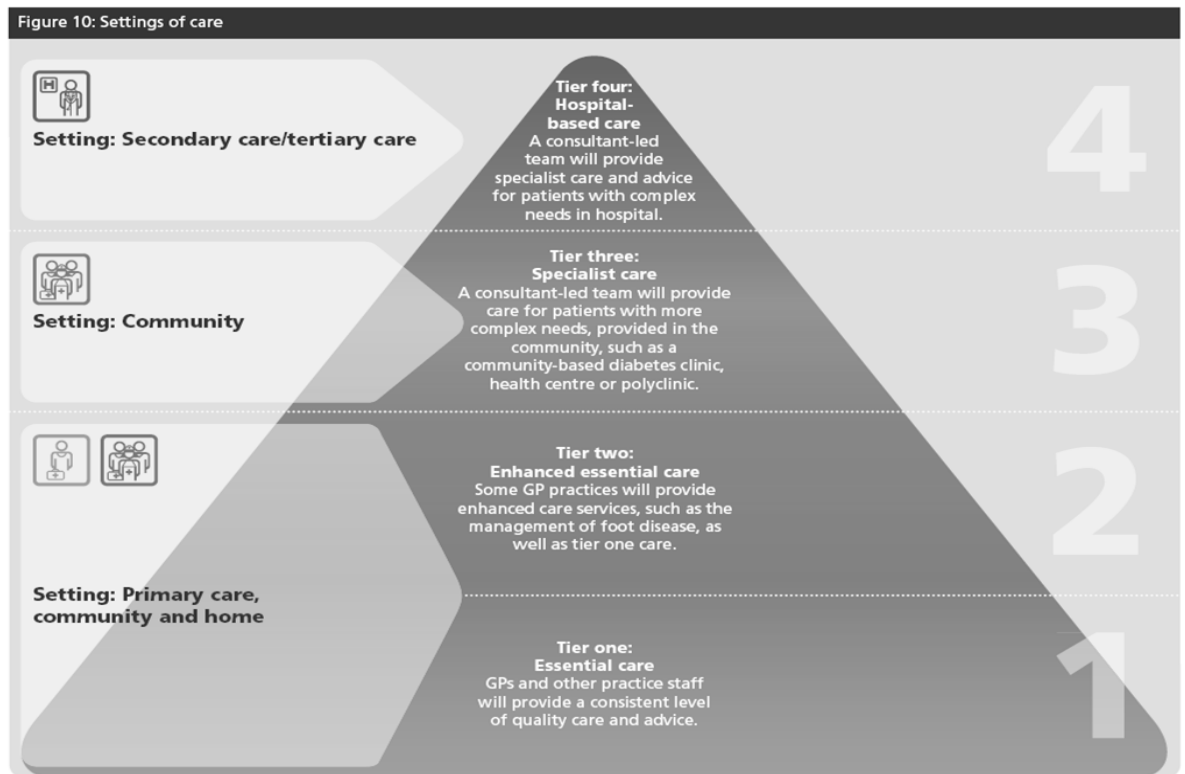 Figure 10: Settings of care
H
Setting: Secondary care/tertiary care
Tier four:
Hospital-
based care
A consultant-led
team will provide
specialist care and advice
for patients with complex
needs in hospital.
4
Setting: Community
Tier three:
Specialist care
A consultant-led team will provide
care for patients with more
complex needs, provided in the
community, such as a
community-based diabetes clinic,
health centre or polyclinic.
3
Setting: Primary care,
community and home
Tier two:
Enhanced essential care
Some GP practices will provide
enhanced care services, such as the
management of foot disease, as
well as tier one care.
2
Tier one:
Essential care
GPs and other practice staff
will provide a consistent level
of quality care and advice.
1